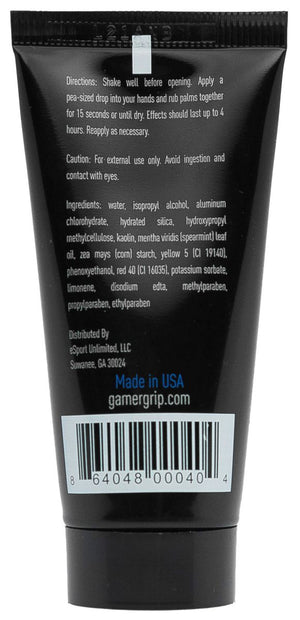 Directions: Shake well before opening. Apply a
pea-sized drop into your hands and rub palms together
for 15 seconds or until dry. Effects should last up to 4
hours. Reapply as necessary.
Caution: For external use only. Avoid ingestion and
contact with eyes.
Ingredients: water, isopropyl alcohol, aluminum
chlorohydrate, hydrated silica, hydroxypropyl
methylcellulose, kaolin, mentha viridis (spearmint) leaf
oil, zea mays (corn) starch, yellow 5 (CI 19140),
phenoxyethanol, red 40 (CI 16035), potassium sorbate,
limonene, disodium edta, methylparaben,
propylparaben, ethylparaben
Distributed By
eSport Unlimited, LLC
Suwanee, GA 30024
Made in USA
gamergrip.com
8 64048 00040 4